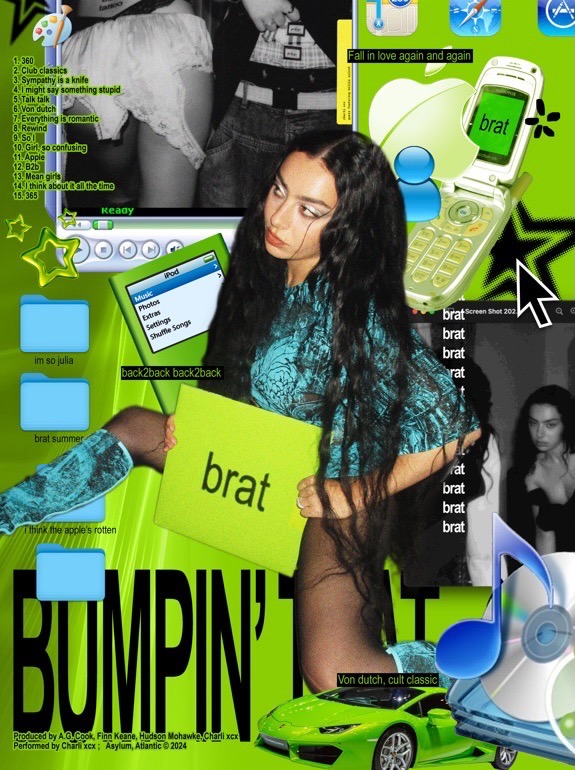 1. 360
2. Club classics
3. Sympathy is a knife
4. I might say something stupid
5. Talk talk
6. Von dutch
7. Everything is romantic
8. Rewind
9. So I
10. Girl, so confusing
11. Apple
12. B2b
13. Mean girls
14. I think about it all the time
15. 365
Ready
Fall in love again and again
brat
iPod
Music
Photos
Extras
Settings
Shuffle Songs
back2back back2back
im so julia
brat summer
i think the apple's rotten
brat
Screen Shot 202
brat
brat
brat
brat
brat
brat
brat
brat
brat
brat
BUMPIN' T AT
Von dutch, cult classic
Produced by A.G. Cook, Finn Keane, Hudson Mohawke, Charli xcx
Performed by Charli xcx ; Asylum, Atlantic © 2024